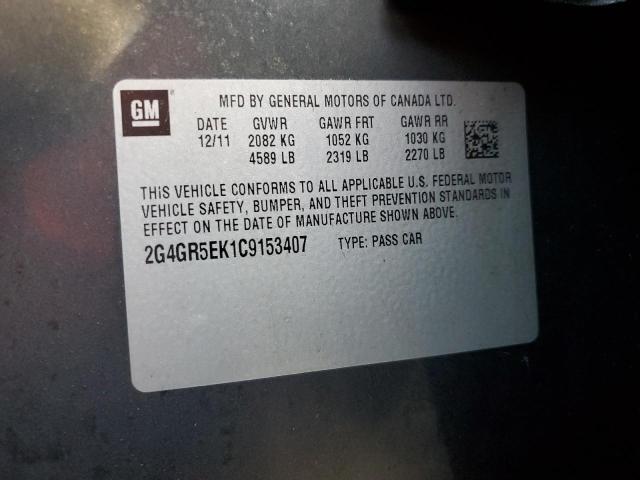 GM
MFD BY GENERAL MOTORS OF CANADA LTD.
DATE GVWR GAWR FRT GAWR RR
12/11 2082 KG 1052 KG 1030 KG
4589 LB 2319 LB 2270 LB
THIS VEHICLE CONFORMS TO ALL APPLICABLE U.S. FEDERAL MOTOR
VEHICLE SAFETY, BUMPER, AND THEFT PREVENTION STANDARDS IN
EFFECT ON THE DATE OF MANUFACTURE SHOWN ABOVE.
2G4GR5EK1C9153407 TYPE: PASS CAR